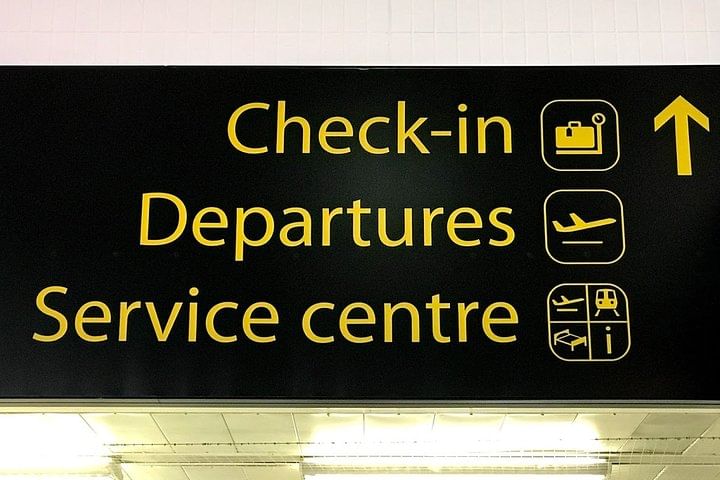 Check-in
Departures
Service centre
i